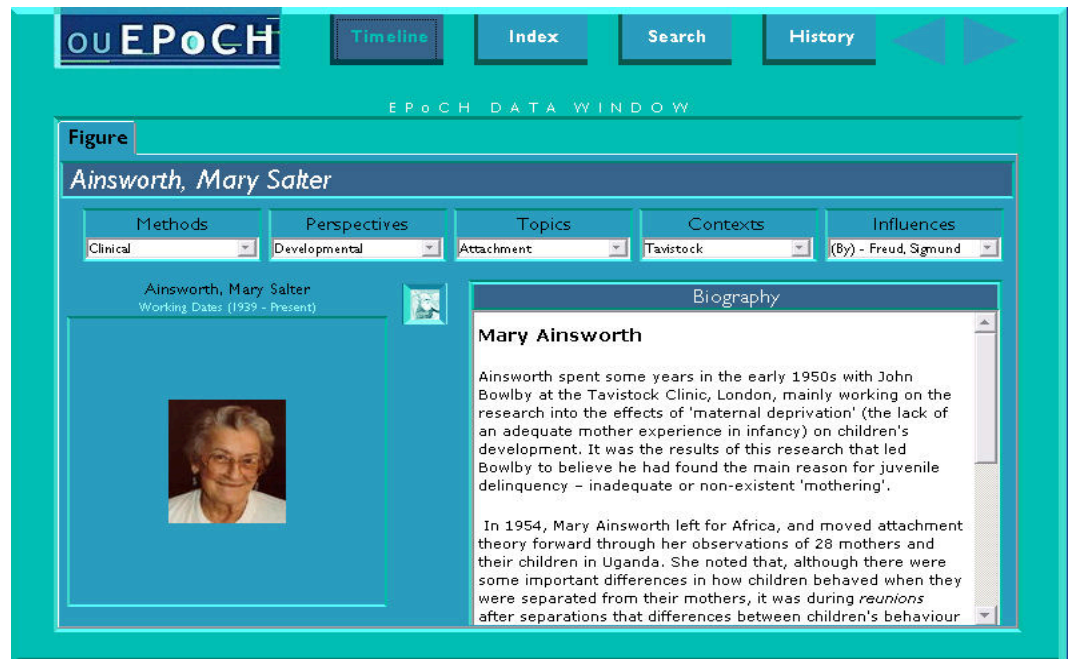 ou EPoCH
Timeline
Index
Search
History
EPoCH DATA WINDOW
Figure
Ainsworth, Mary Salter
Methods
Perspectives
Topics
Contexts
Influences
Clinical
Developmental
Attachment
Tavistock
(By) - Freud, Sigmund
Ainsworth, Mary Salter
Working Dates (1939 - Present)
Biography
Mary Ainsworth
Ainsworth spent some years in the early 1950s with John
Bowlby at the Tavistock Clinic, London, mainly working on the
research into the effects of 'maternal deprivation' (the lack of
an adequate mother experience in infancy) on children's
development. It was the results of this research that led
Bowlby to believe he had found the main reason for juvenile
delinquency – inadequate or non-existent 'mothering'.
In 1954, Mary Ainsworth left for Africa, and moved attachment
theory forward through her observations of 28 mothers and
their children in Uganda. She noted that, although there were
some important differences in how children behaved when they
were separated from their mothers, it was during reunions
after separations that differences between children's behaviour